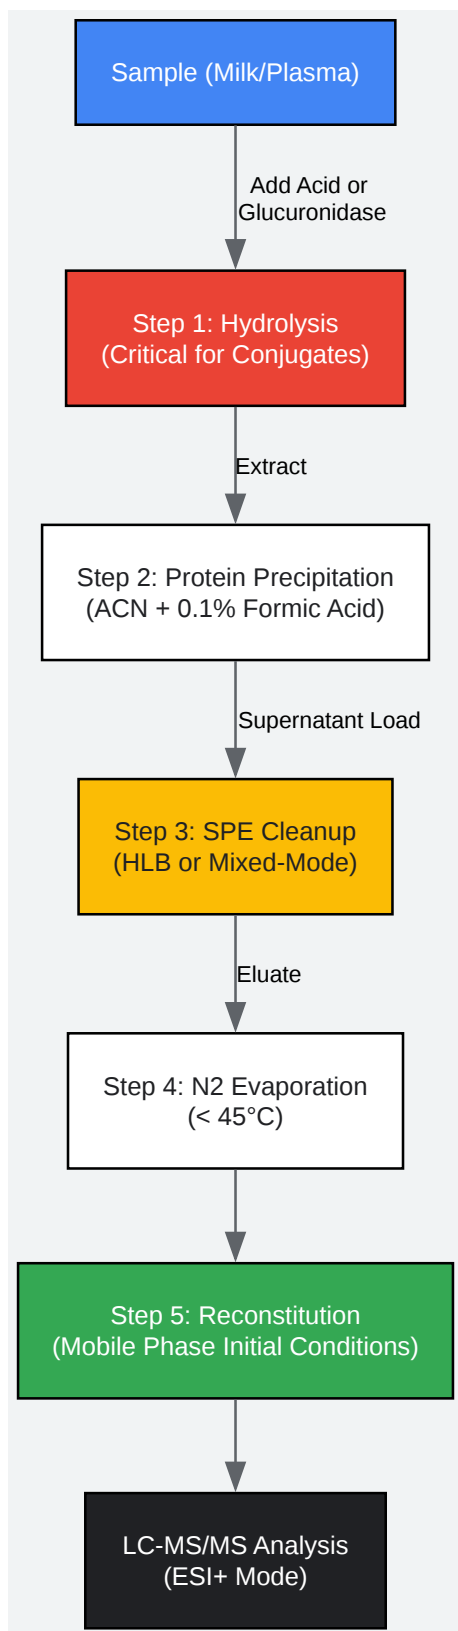 Sample (Milk/Plasma)
Add Acid or
Glucuronidase
Step 1: Hydrolysis
(Critical for Conjugates)
Extract
Step 2: Protein Precipitation
(ACN + 0.1% Formic Acid)
Supernatant Load
Step 3: SPE Cleanup
(HLB or Mixed-Mode)
Eluate
Step 4: N2 Evaporation
(< 45°C)
Step 5: Reconstitution
(Mobile Phase Initial Conditions)
LC-MS/MS Analysis
(ESI+ Mode)